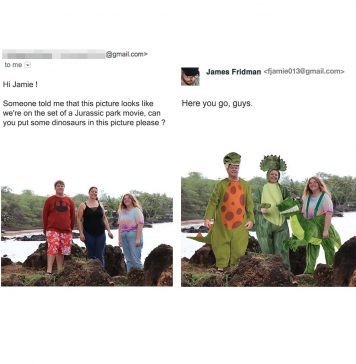 @gmail.com>
to me
Hi Jamie !
Someone told me that this picture looks like
we're on the set of a Jurassic park movie, can
you put some dinosaurs in this picture please ?
James Fridman <fjamie013@gmail.com>
Here you go, guys.